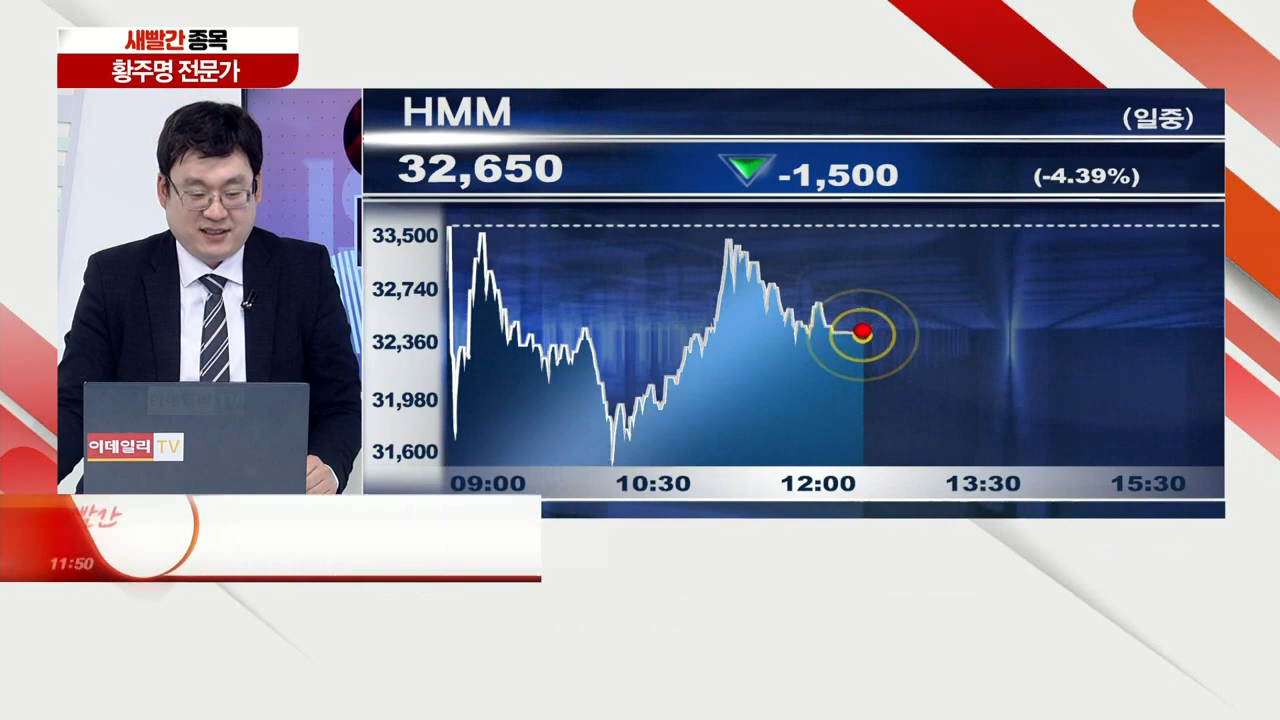 새빨간 종목
황주명 전문가
HMM
(일중)
32,650
-1,500
(-4.39%)
33,500
32,740
32,360
31,980
31,600
09:00
10:30
12:00
13:30
15:30
이데일리TV
빨간
11:50